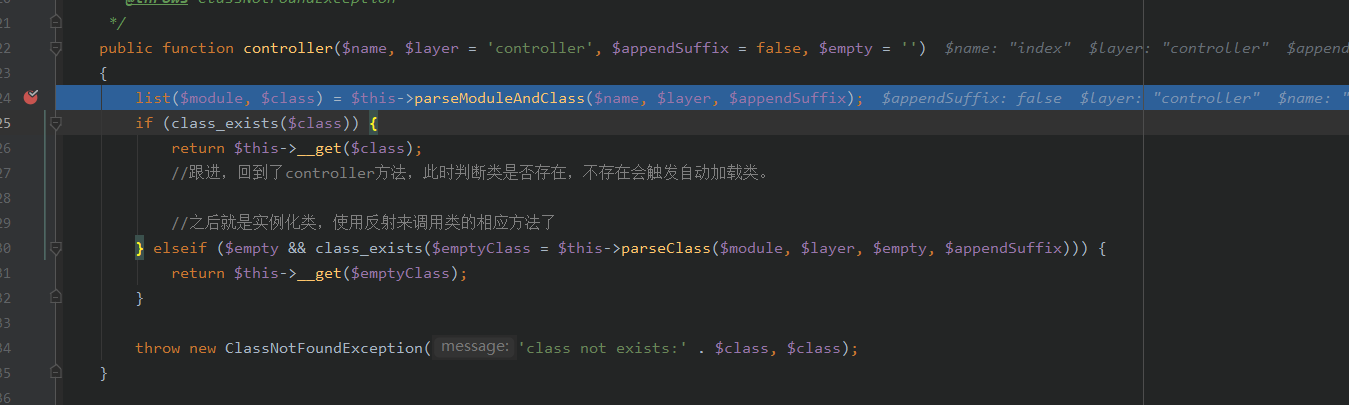 @throws ClassNotFoundException
21 */
22 public function controller($name, $layer = 'controller', $appendSuffix = false, $empty = '') $name: "index" $layer: "controller" $appen
23 {
24 list($module, $class) = $this->parseModuleAndClass($name, $layer, $appendSuffix); $appendSuffix: false $layer: "controller" $name: "
25 if (class_exists($class)) {
26 return $this->__get($class);
27 //跟进，回到了controller方法，此时判断类是否存在，不存在会触发自动加载类。
28
29 //之后就是实例化类，使用反射来调用类的相应方法了
30 } elseif ($empty && class_exists($emptyClass = $this->parseClass($module, $layer, $empty, $appendSuffix))) {
31 return $this->__get($emptyClass);
32 }
33
34 throw new ClassNotFoundException( message: 'class not exists:' . $class, $class);
35 }
36